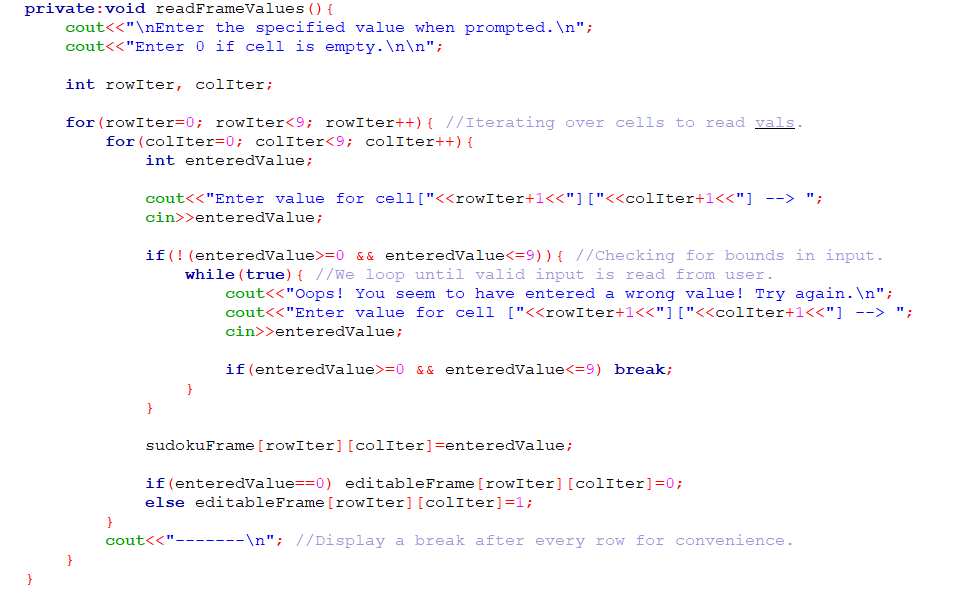 private:void readFrameValues(){
cout<<"\nEnter the specified value when prompted.\n";
cout<<"Enter 0 if cell is empty.\n\n";
int rowIter, colIter;
for(rowIter=0; rowIter<9; rowIter++){ //Iterating over cells to read vals.
for(colIter=0; colIter<9; colIter++){
int enteredValue;
cout<<"Enter value for cell["<<rowIter+1<<"]["<<colIter+1<<"] --> ";
cin>>enteredValue;
if(!(enteredValue>=0 && enteredValue<=9)){ //Checking for bounds in input.
while(true){ //We loop until valid input is read from user.
cout<<"Oops! You seem to have entered a wrong value! Try again.\n";
cout<<"Enter value for cell ["<<rowIter+1<<"]["<<colIter+1<<"] --> ";
cin>>enteredValue;
if(enteredValue>=0 && enteredValue<=9) break;
}
}
sudokuFrame[rowIter][colIter]=enteredValue;
if(enteredValue==0) editableFrame[rowIter][colIter]=0;
else editableFrame[rowIter][colIter]=1;
}
cout<<"-------\n"; //Display a break after every row for convenience.
}
}